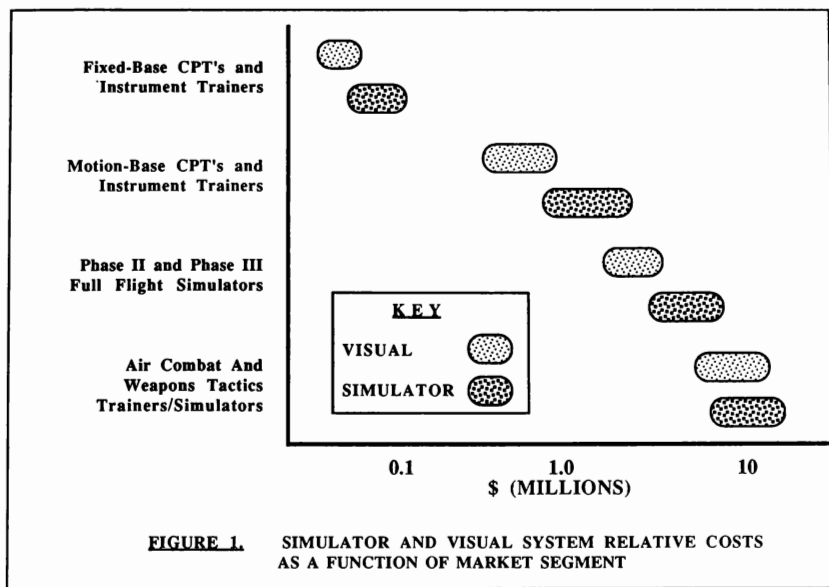 Fixed-Base CPT's and
Instrument Trainers
Motion-Base CPT's and
Instrument Trainers
Phase II and Phase III
Full Flight Simulators
Air Combat And
Weapons Tactics
Trainers/Simulators
KEY
VISUAL
SIMULATOR
0.1 1.0 10
$ (MILLIONS)
FIGURE 1. SIMULATOR AND VISUAL SYSTEM RELATIVE COSTS
AS A FUNCTION OF MARKET SEGMENT